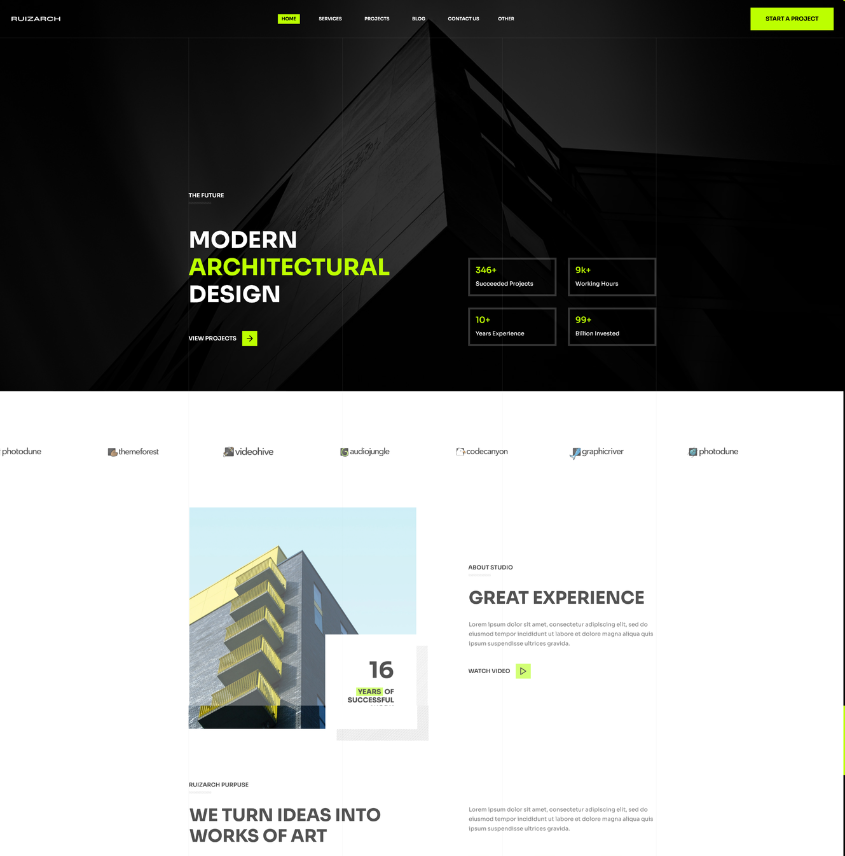 RUIZARCH
HOME
SERVICES
PROJECTS
BLOG
CONTACT US
OTHER
START A PROJECT
THE FUTURE
MODERN
ARCHITECTURAL
DESIGN
VIEW PROJECTS
346+
Succeeded Projects
9k+
Working Hours
10+
Years Experience
99+
Billion Invested
photodune
themeforest
videohive
audiojungle
codecanyon
graphicriver
photodune
16
YEARS OF
SUCCESSFUL
ABOUT STUDIO
GREAT EXPERIENCE
Lorem ipsum dolor sit amet, consectetur adipiscing elit, sed do
eiusmod tempor incididunt ut labore et dolore magna aliqua quis
ipsum suspendisse ultrices gravida.
WATCH VIDEO
RUIZARCH PURPUSE
WE TURN IDEAS INTO
WORKS OF ART
Lorem ipsum dolor sit amet, consectetur adipiscing elit, sed do
eiusmod tempor incididunt ut labore et dolore magna aliqua quis
ipsum suspendisse ultrices gravida.